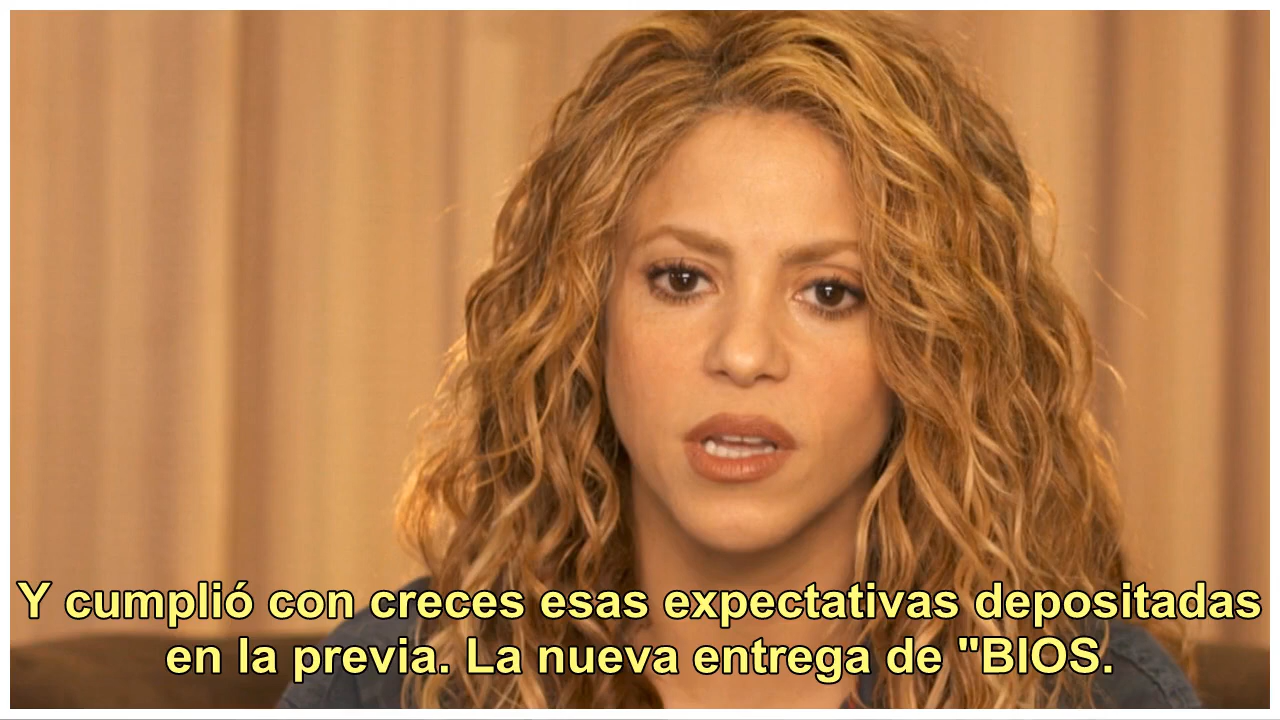 Y cumplió con creces esas expectativas depositadas
en la previa. La nueva entrega de "BIOS.